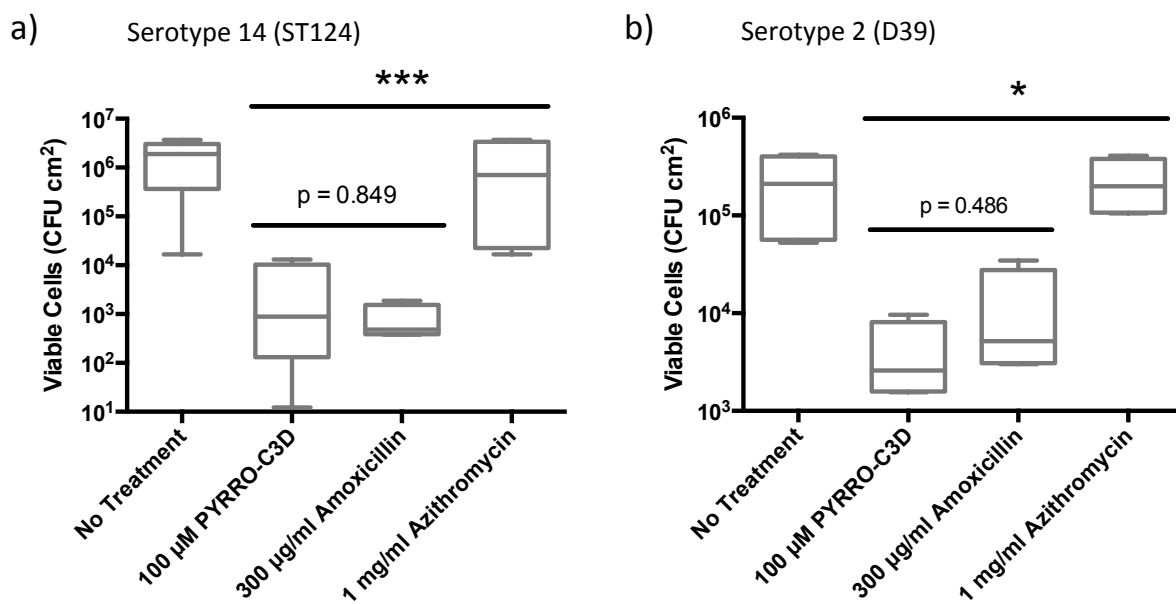 a)
Serotype 14 (ST124)
***
p = 0.849
Viable Cells (CFU cm²)
10⁷
10⁶
10⁵
10⁴
10³
10²
10¹
No Treatment
100 µM PYRRO-C3D
300 µg/ml Amoxicillin
1 mg/ml Azithromycin
b)
Serotype 2 (D39)
*
p = 0.486
Viable Cells (CFU cm²)
10⁶
10⁵
10⁴
10³
No Treatment
100 µM PYRRO-C3D
300 µg/ml Amoxicillin
1 mg/ml Azithromycin